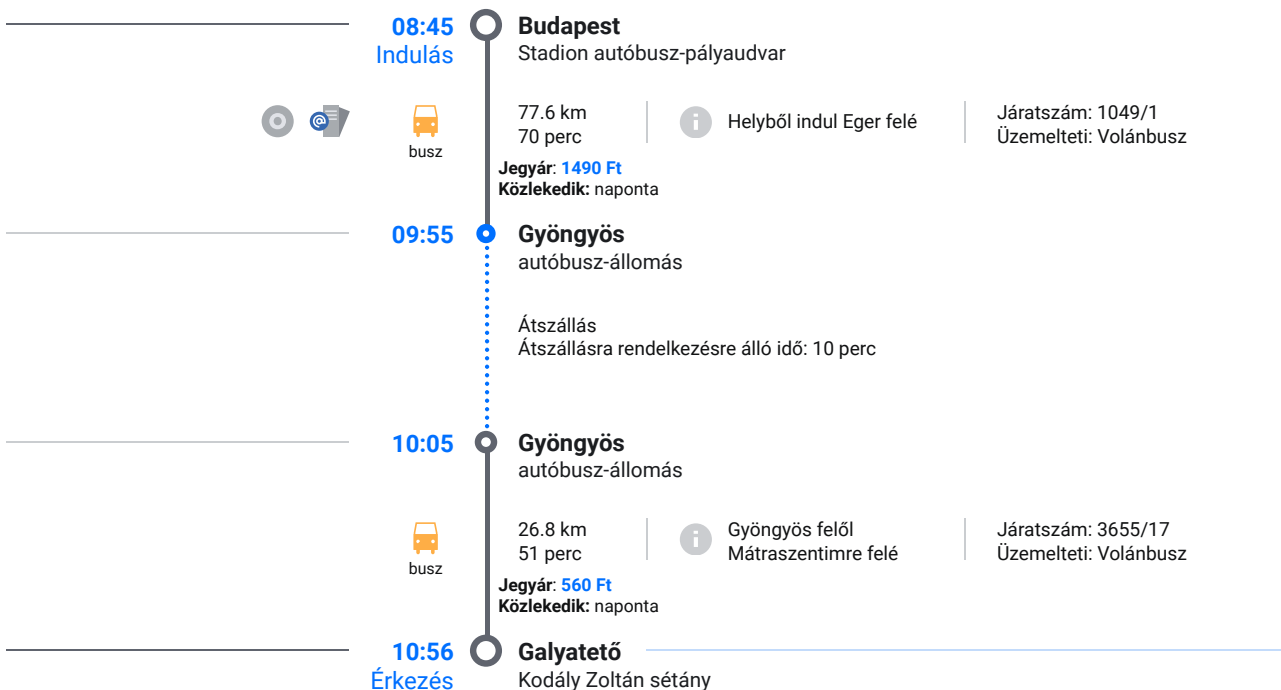 08:45
Indulás
Budapest
Stadion autóbusz-pályaudvar
@
busz
77.6 km
70 perc
i
Helyből indul Eger felé
Járatszám: 1049/1
Üzemelteti: Volánbusz
Jegyár: 1490 Ft
Közlekedik: naponta
09:55
Gyöngyös
autóbusz-állomás
Átszállás
Átszállásra rendelkezésre álló idő: 10 perc
10:05
Gyöngyös
autóbusz-állomás
busz
26.8 km
51 perc
i
Gyöngyös felől
Mátraszentimre felé
Járatszám: 3655/17
Üzemelteti: Volánbusz
Jegyár: 560 Ft
Közlekedik: naponta
10:56
Érkezés
Galyatető
Kodály Zoltán sétány